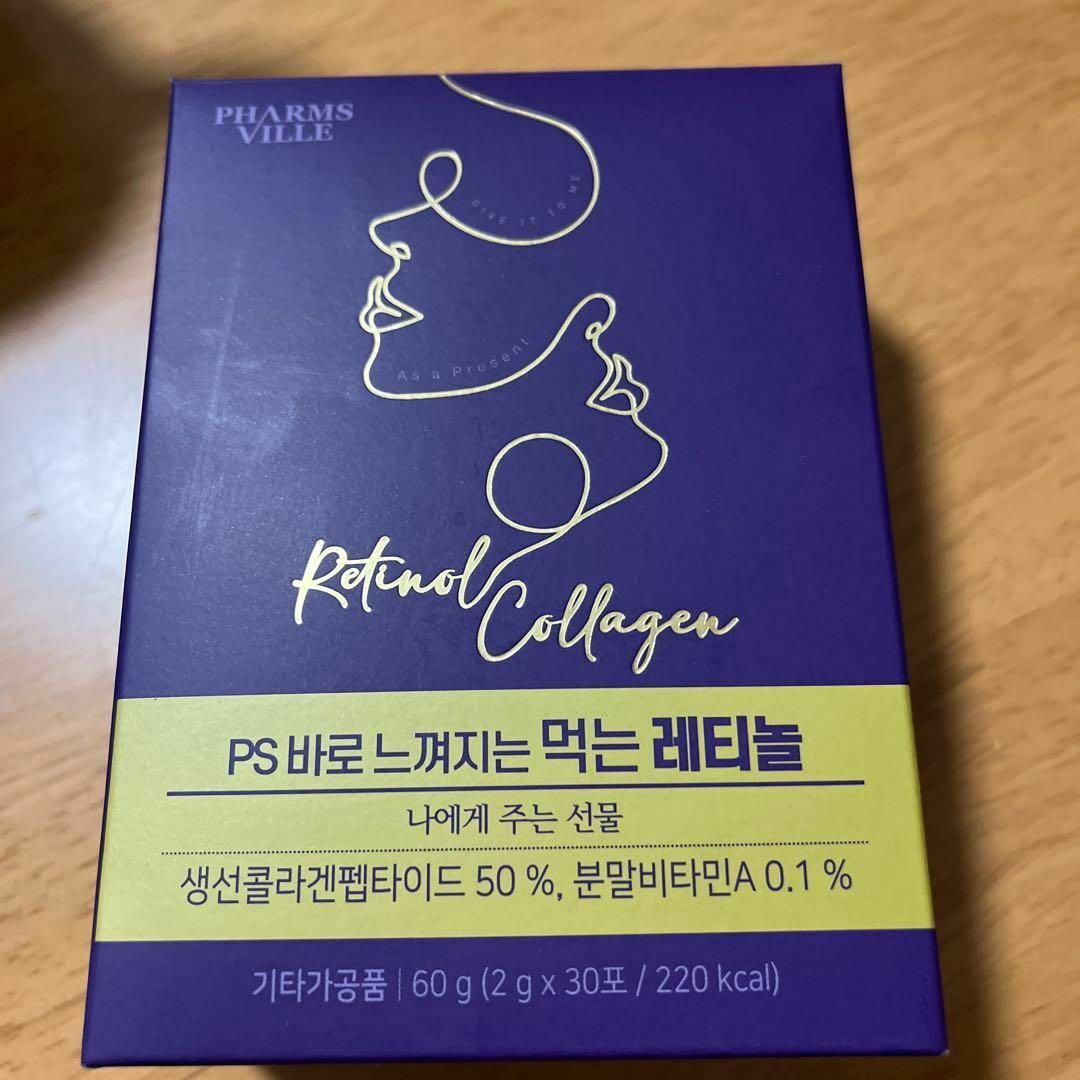 PHARMS
VILLE
GIVE IT TO ME
As a Present
Retinol
Collagen
PS 바로 느껴지는 먹는 레티놀
나에게 주는 선물
생선콜라겐펩타이드 50 %, 분말비타민A 0.1 %
기타가공품 | 60 g (2 g x 30포 / 220 kcal)